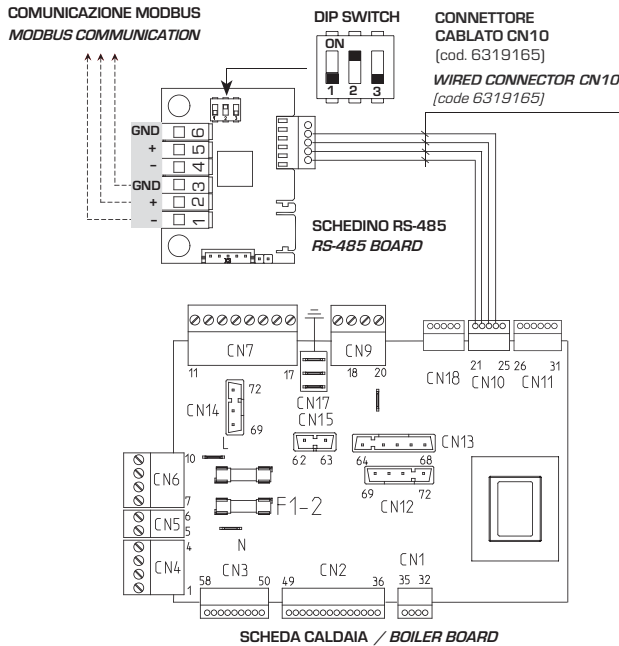 COMUNICAZIONE MODBUS
MODBUS COMMUNICATION
DIP SWITCH
ON
1 2 3
CONNETTORE
CABLATO CN10
(cod. 6319165)
WIRED CONNECTOR CN10
(code 6319165)
1 2 3
GND 6
+ 5
– 4
GND 3
+ 2
– 1
SCHEDINO RS-485
RS-485 BOARD
CN7
11 17
CN9
18 20
CN18
21 25
CN10
26 31
CN11
CN17
CN14
72
69
CN15
62 63
CN13
64 68
69 72
CN12
L
F1-2
N
10
CN6
7
6
CN5
5
4
CN4
1
CN3
58 50
CN2
49 36
CN1
35 32
SCHEDA CALDAIA / BOILER BOARD